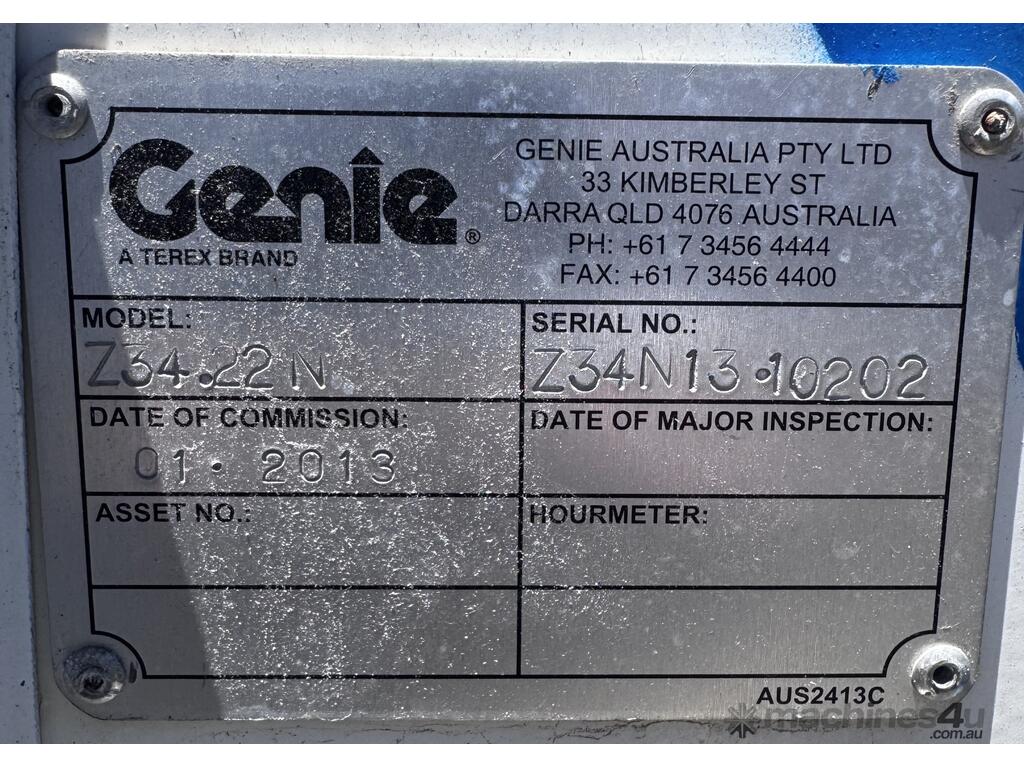 Genie®
A TEREX BRAND
GENIE AUSTRALIA PTY LTD
33 KIMBERLEY ST
DARRA QLD 4076 AUSTRALIA
PH: +61 7 3456 4444
FAX: +61 7 3456 4400
MODEL:
Z34.22N
SERIAL NO.:
Z34N13·10202
DATE OF COMMISSION:
01· 2013
DATE OF MAJOR INSPECTION:
ASSET NO.:
HOURMETER:
AUS2413C
machines4u
.com.au